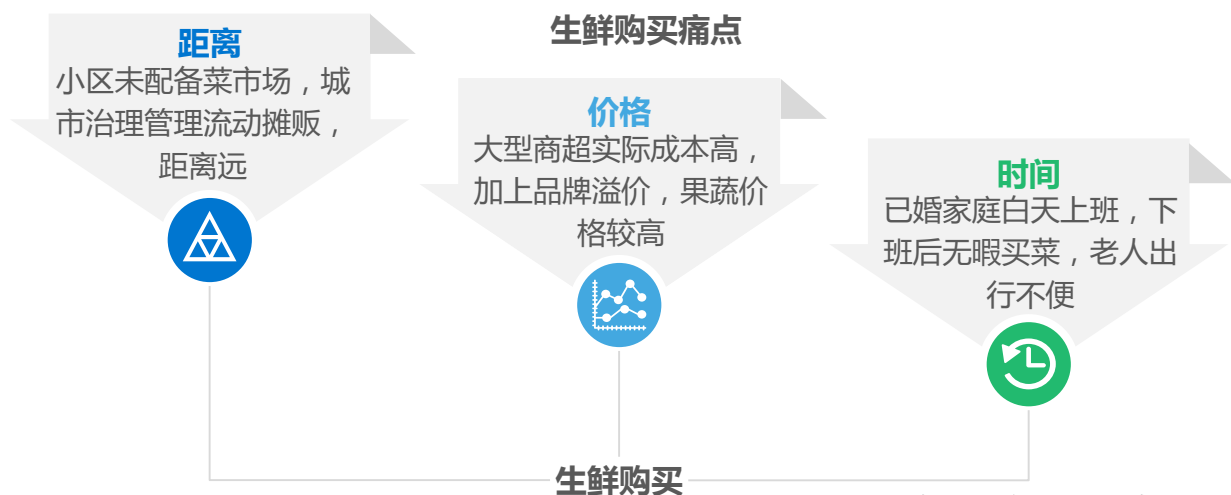 生鲜购买痛点
距离
小区未配备菜市场，城
市治理管理流动摊贩，
距离远
价格
大型商超实际成本高，
加上品牌溢价，果蔬价
格较高
时间
已婚家庭白天上班，下
班后无暇买菜，老人出
行不便
生鲜购买